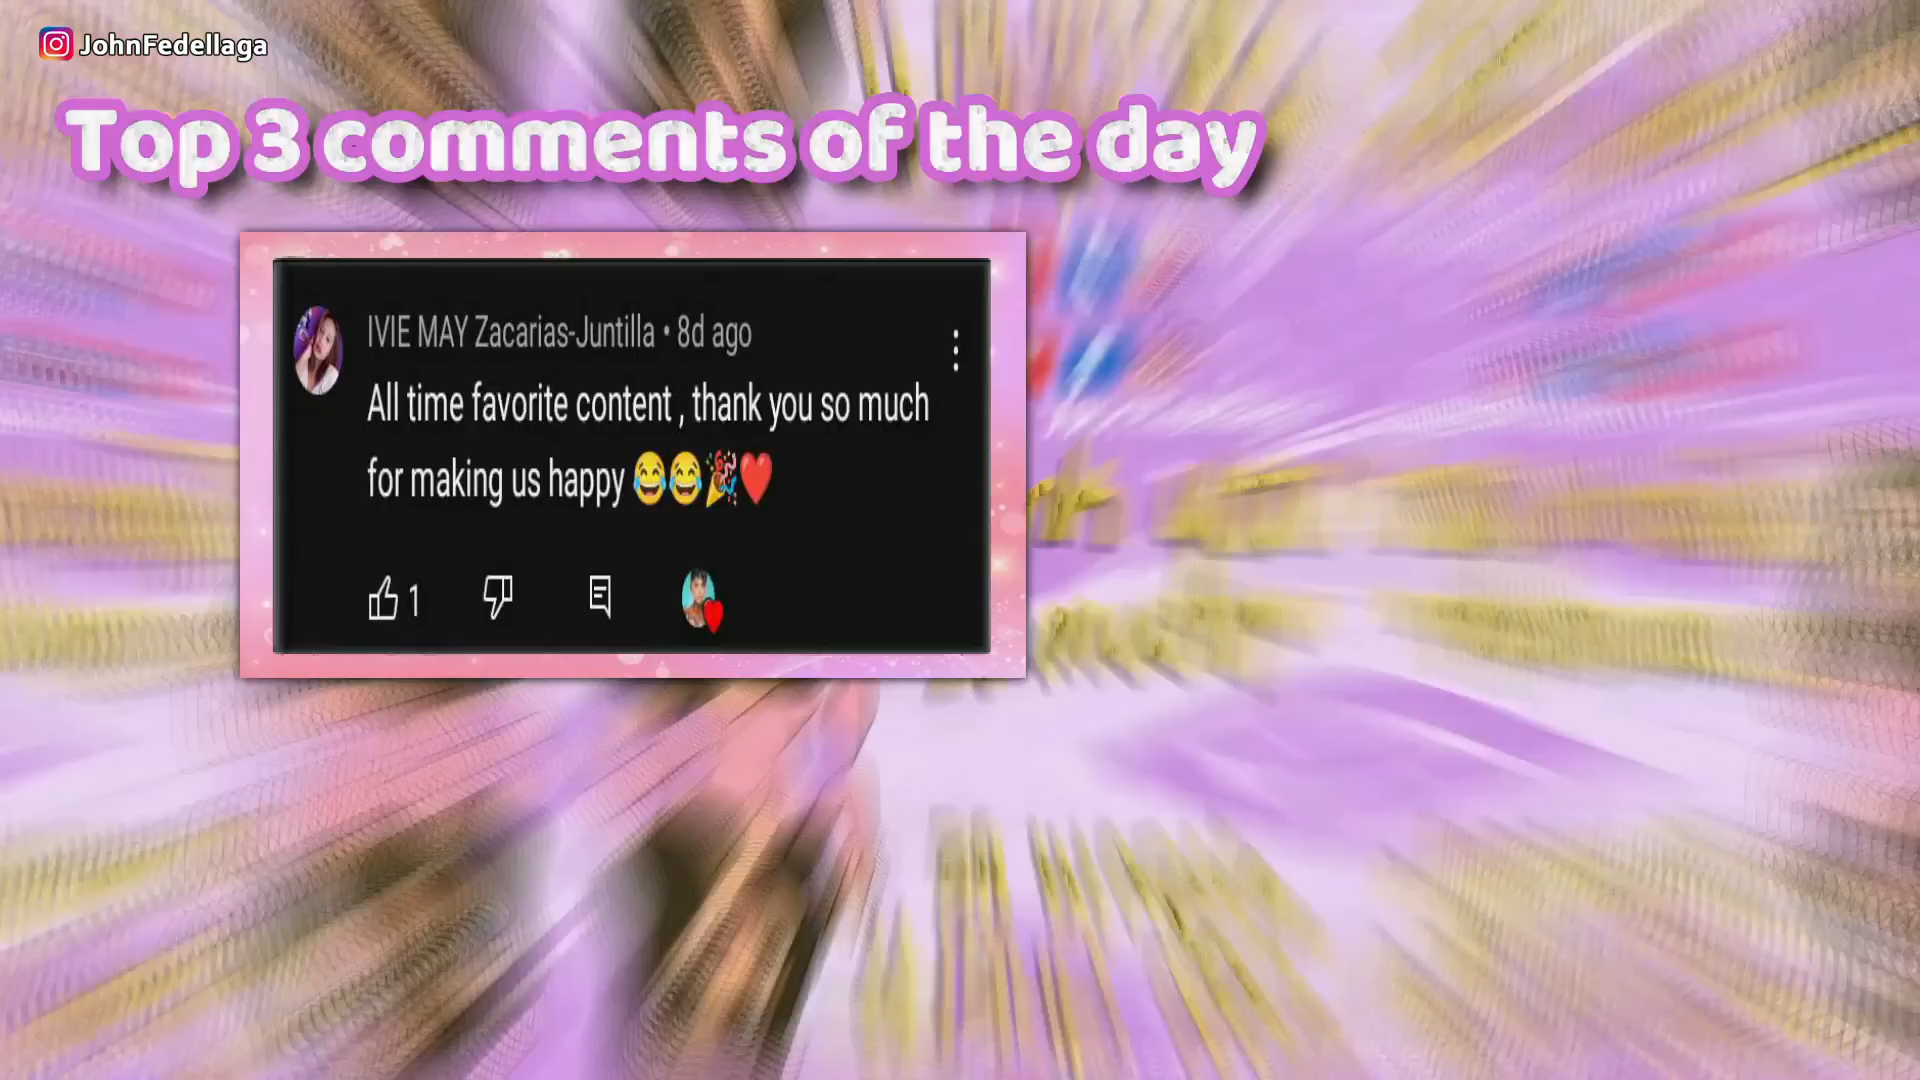 JohnFedellaga
Top 3 comments of the day
IVIE MAY Zacarias-Juntilla • 8d ago
All time favorite content , thank you so much
for making us happy 😂😂🎉❤️
1